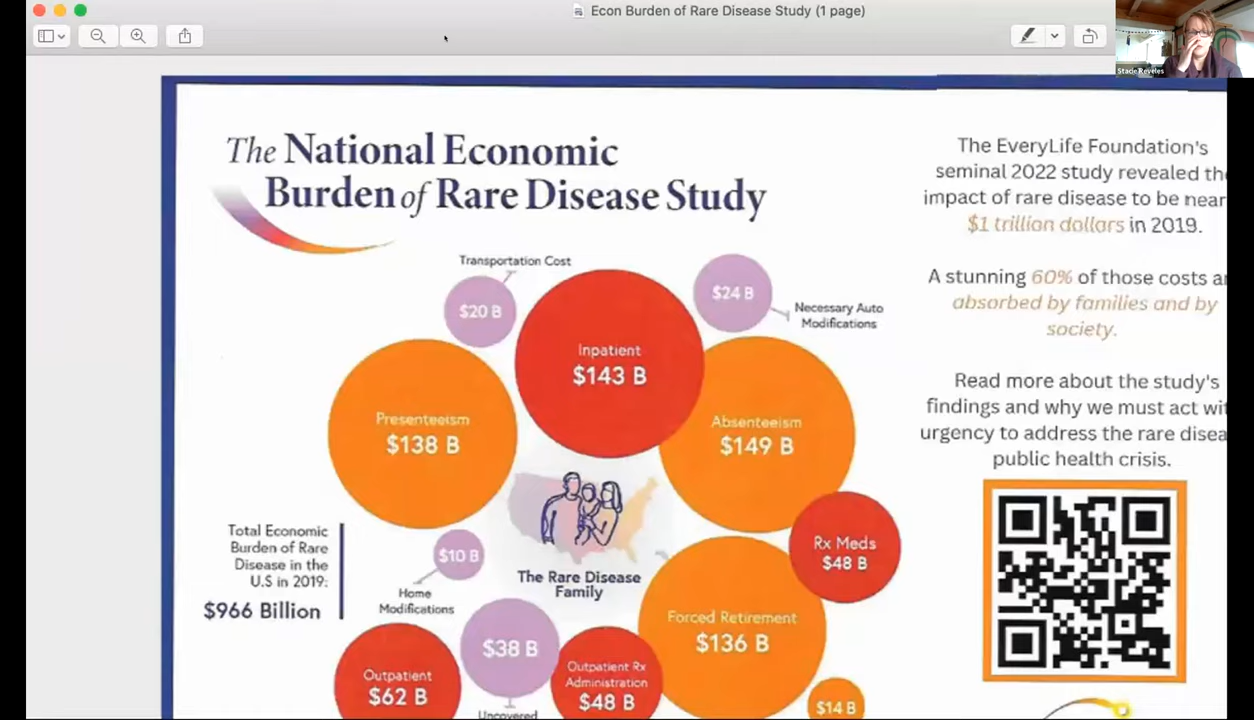 Econ Burden of Rare Disease Study (1 page)
Stacie Reveles
The National Economic
Burden of Rare Disease Study
The EveryLife Foundation's
seminal 2022 study revealed the
impact of rare disease to be near
$1 trillion dollars in 2019.
A stunning 60% of those costs ar
absorbed by families and by
society.
Read more about the study's
findings and why we must act wit
urgency to address the rare disea
public health crisis.
Transportation Cost
$20 B
$24 B
Necessary Auto
Modifications
Inpatient
$143 B
Presenteeism
$138 B
Absenteeism
$149 B
Rx Meds
$48 B
$10 B
Home
Modifications
The Rare Disease
Family
Total Economic
Burden of Rare
Disease in the
U.S in 2019:
$966 Billion
Forced Retirement
$136 B
$38 B
Uncovered
Outpatient
$62 B
Outpatient Rx
Administration
$48 B
$14 B